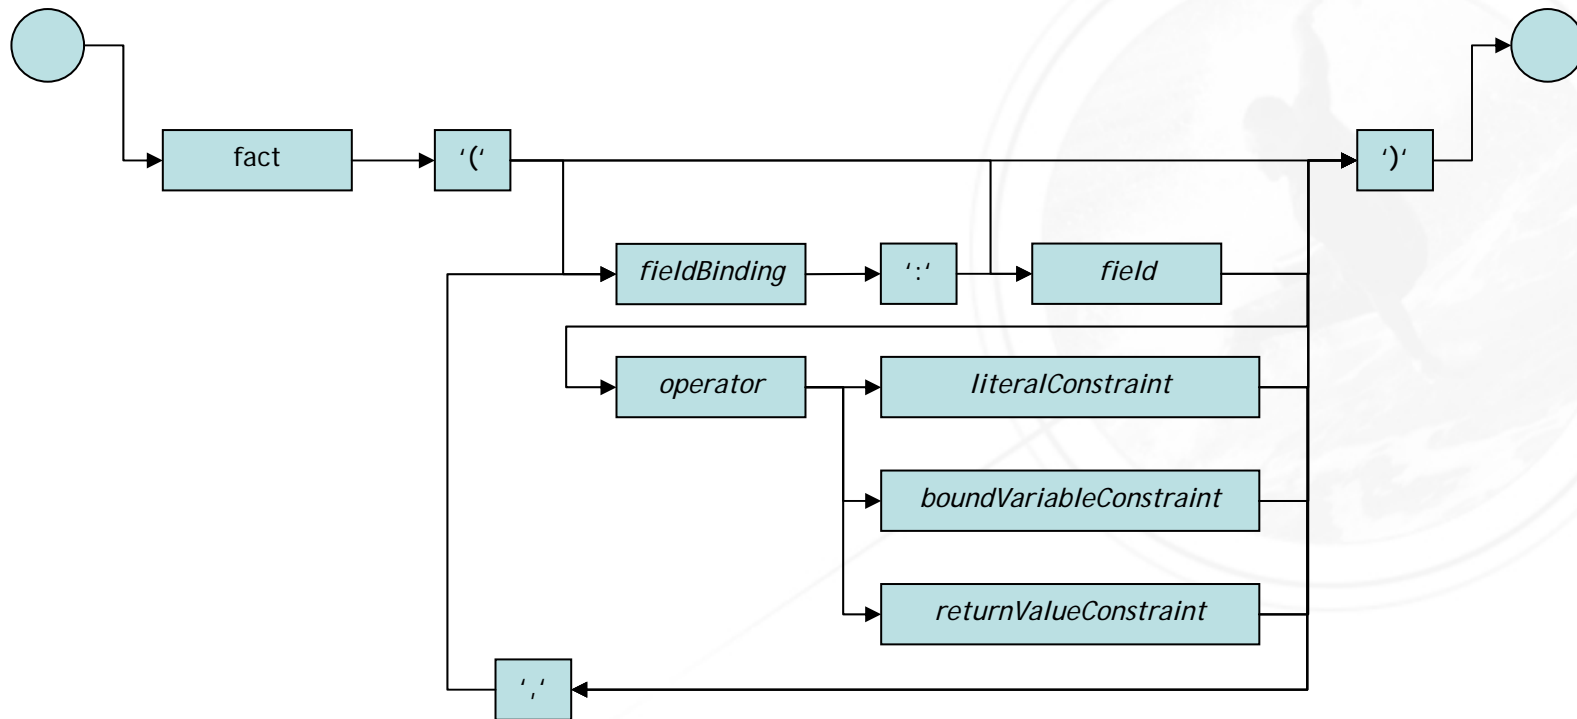 fact
‘(‘
‘)‘
fieldBinding
‘:‘
field
operator
literalConstraint
boundVariableConstraint
returnValueConstraint
‘,‘